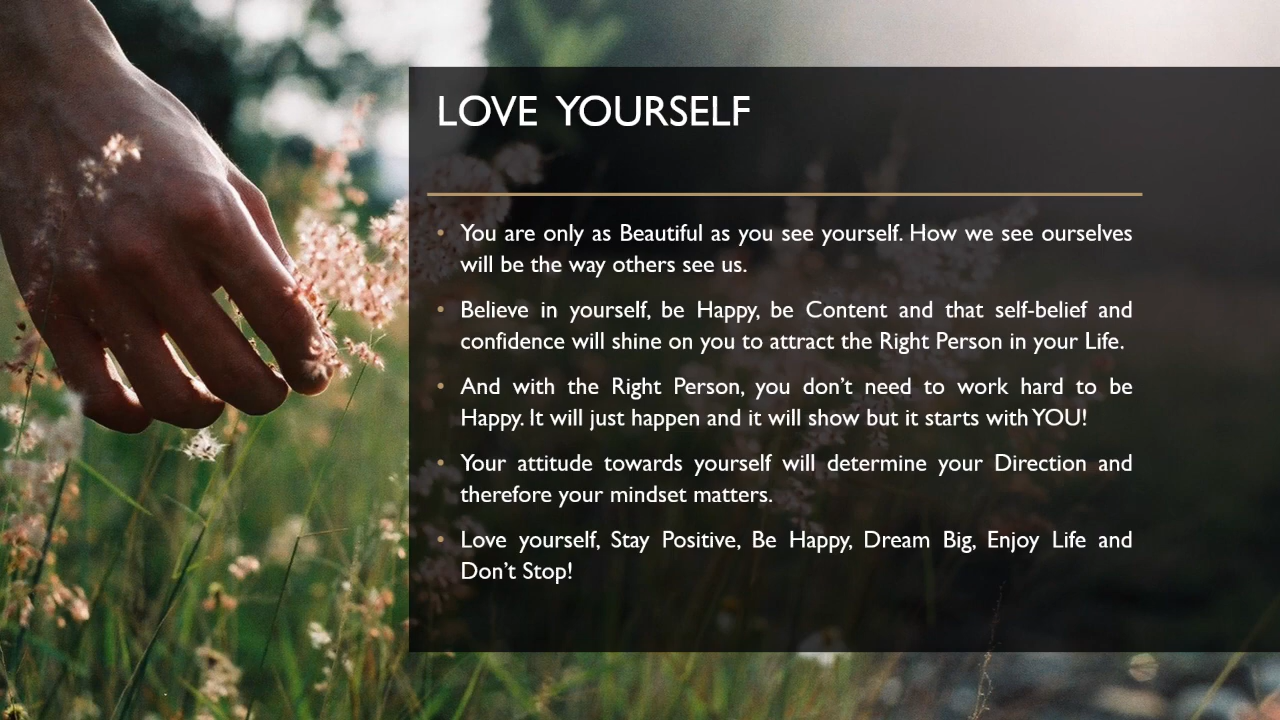 LOVE YOURSELF
• You are only as Beautiful as you see yourself. How we see ourselves
will be the way others see us.
• Believe in yourself, be Happy, be Content and that self-belief and
confidence will shine on you to attract the Right Person in your Life.
• And with the Right Person, you don’t need to work hard to be
Happy. It will just happen and it will show but it starts with YOU!
• Your attitude towards yourself will determine your Direction and
therefore your mindset matters.
• Love yourself, Stay Positive, Be Happy, Dream Big, Enjoy Life and
Don’t Stop!